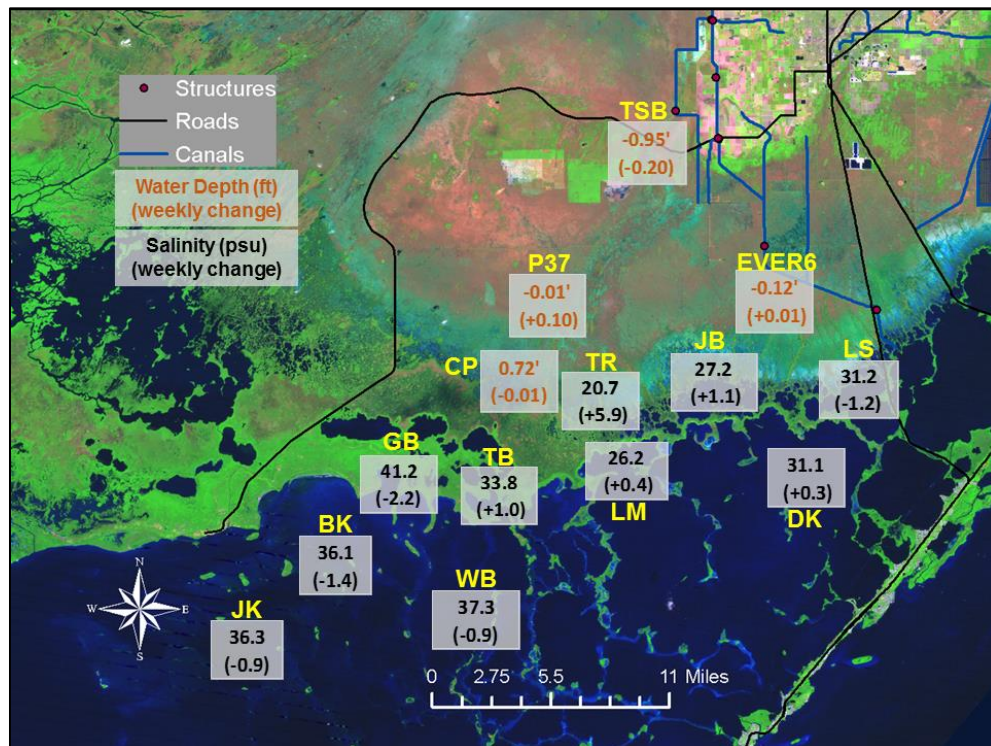 Structures
Roads
Canals
Water Depth (ft)
(weekly change)
Salinity (psu)
(weekly change)
TSB
-0.95'
(-0.20)
P37
-0.01'
(+0.10)
EVER6
-0.12'
(+0.01)
CP
0.72'
(-0.01)
TR
20.7
(+5.9)
JB
27.2
(+1.1)
LS
31.2
(-1.2)
GB
41.2
(-2.2)
TB
33.8
(+1.0)
26.2
(+0.4)
LM
31.1
(+0.3)
DK
BK
36.1
(-1.4)
WB
37.3
(-0.9)
JK
36.3
(-0.9)
N
W
E
S
0 2.75 5.5 11 Miles